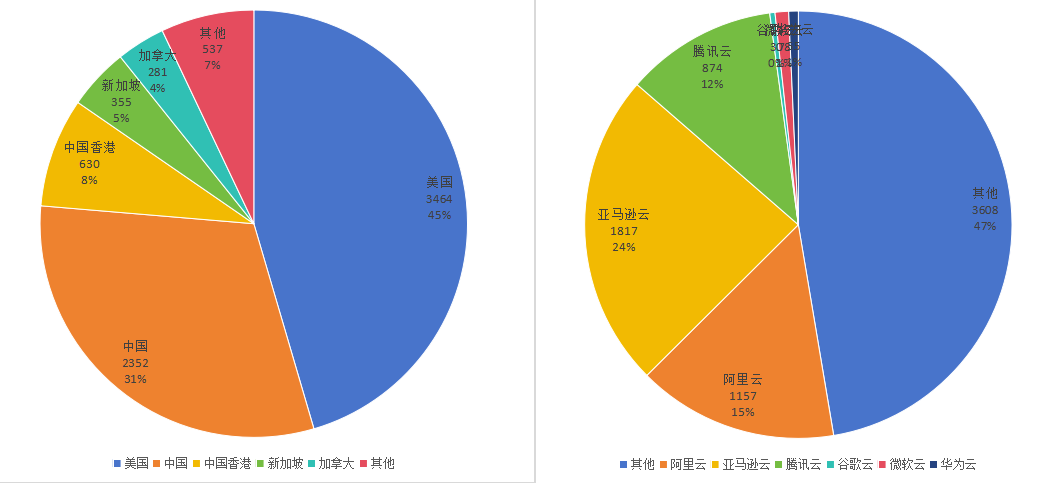 其他
537
7%
加拿大
281
4%
新加坡
355
5%
中国香港
630
8%
美国
3464
45%
中国
2352
31%
美国 中国 中国香港 新加坡 加拿大 其他
腾讯云
874
12%
亚马逊云
1817
24%
其他
3608
47%
阿里云
1157
15%
其他 阿里云 亚马逊云 腾讯云 谷歌云 微软云 华为云